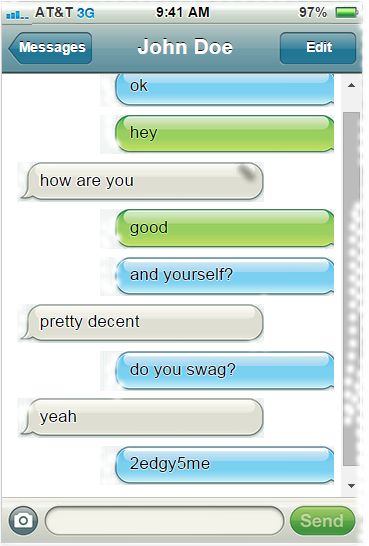 AT&T 3G 9:41 AM 97%
Messages John Doe Edit
ok
hey
how are you
good
and yourself?
pretty decent
do you swag?
yeah
2edgy5me
Send